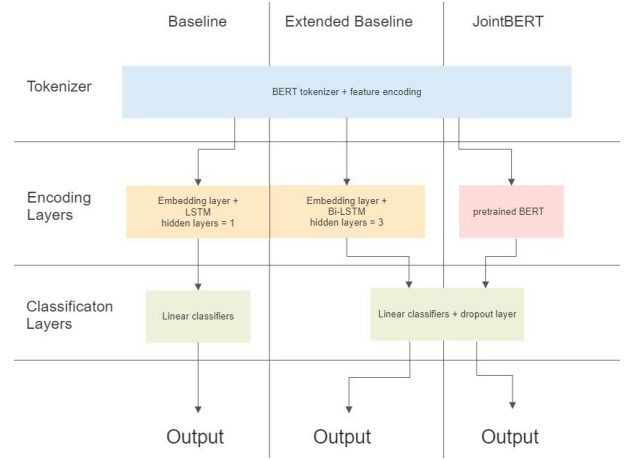 Baseline
Extended Baseline
JointBERT
Tokenizer
BERT tokenizer + feature encoding
Encoding
Layers
Embedding layer +
LSTM
hidden layers = 1
Embedding layer +
Bi-LSTM
hidden layers = 3
pretrained BERT
Classificaton
Layers
Linear classifiers
Linear classifiers + dropout layer
Output
Output
Output